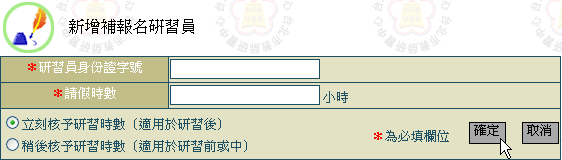 新增補報名研習員
*研習員身份證字號
*請假時數 小時
立刻核予研習時數〔適用於研習後〕
稍後核予研習時數〔適用於研習前或中〕
*為必填欄位 確定 取消